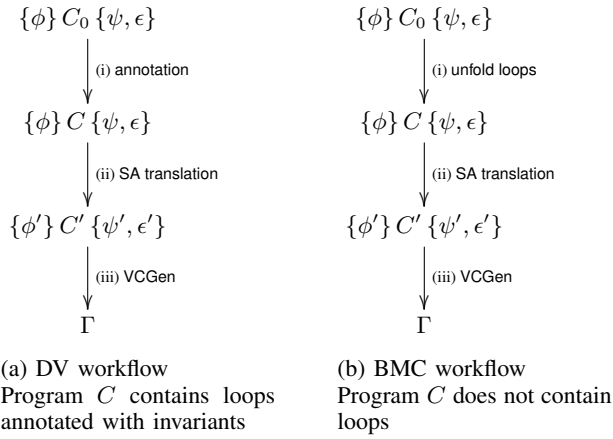 {ϕ} C₀ {ψ, ϵ}
(i) annotation
{ϕ} C {ψ, ϵ}
(ii) SA translation
{ϕ′} C′ {ψ′, ϵ′}
(iii) VCGen
Γ
(a) DV workflow
Program C contains loops
annotated with invariants
{ϕ} C₀ {ψ, ϵ}
(i) unfold loops
{ϕ} C {ψ, ϵ}
(ii) SA translation
{ϕ′} C′ {ψ′, ϵ′}
(iii) VCGen
Γ
(b) BMC workflow
Program C does not contain
loops